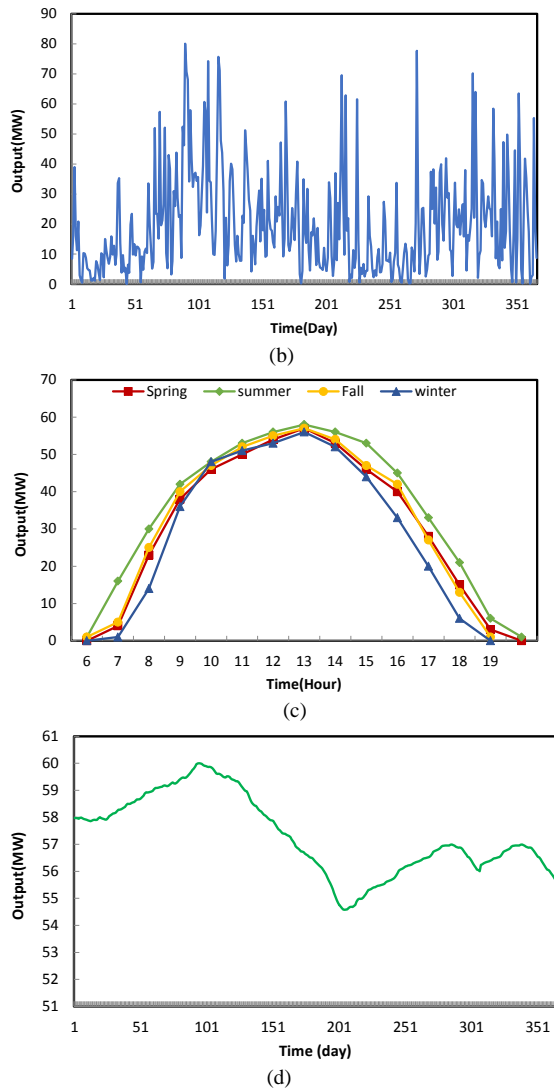 90
80
70
60
50
40
30
20
10
0
Output(MW)
1 51 101 151 201 251 301 351
Time(Day)
(b)
70
60
50
40
30
20
10
0
Output(MW)
Spring summer Fall winter
6 7 8 9 10 11 12 13 14 15 16 17 18 19
Time(Hour)
(c)
61
60
59
58
57
56
55
54
53
52
51
Output(MW)
1 51 101 151 201 251 301 351
Time (day)
(d)